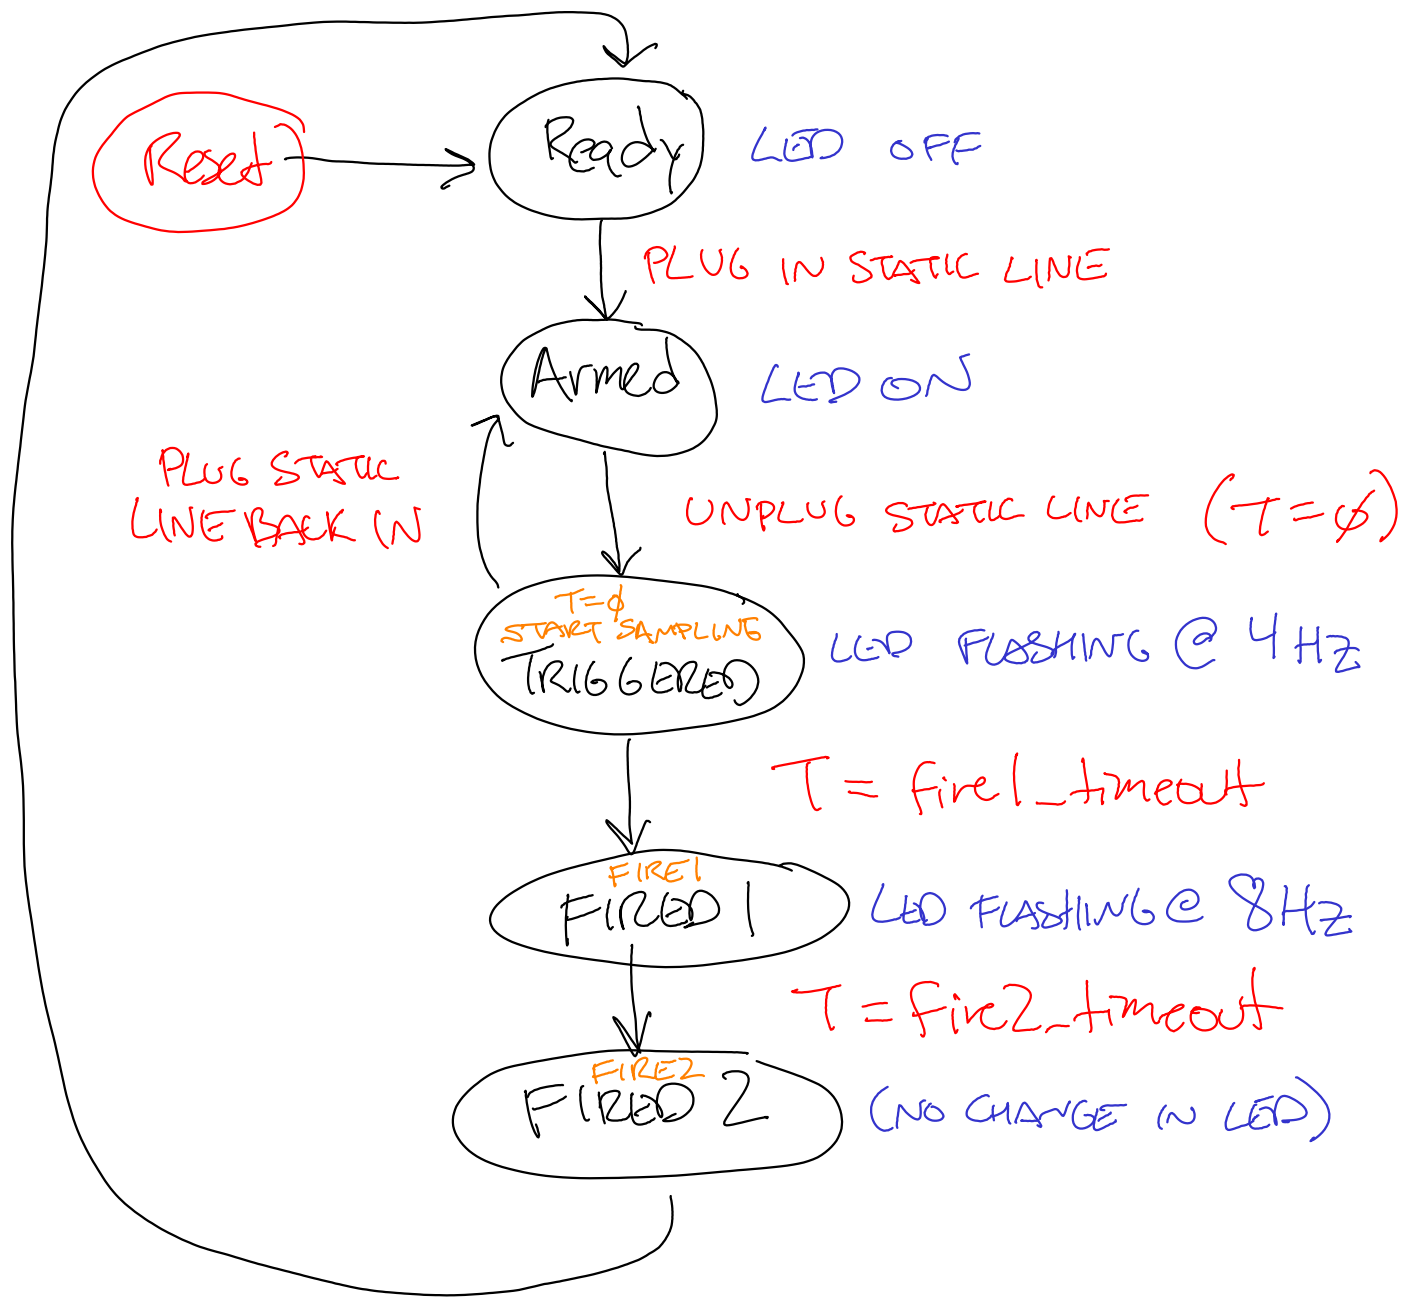 Reset
Ready
LED OFF
PLUG IN STATIC LINE
Armed
LED ON
PLUG STATIC
LINE BACK IN
UNPLUG STATIC LINE (T=∅)
T=∅
START SAMPLING
TRIGGERED
LED FLASHING @ 4Hz
T = fire1_timeout
FIRE1
FIRED 1
LED FLASHING @ 8Hz
T = fire2_timeout
FIRE2
FIRED 2
(NO CHANGE IN LED)